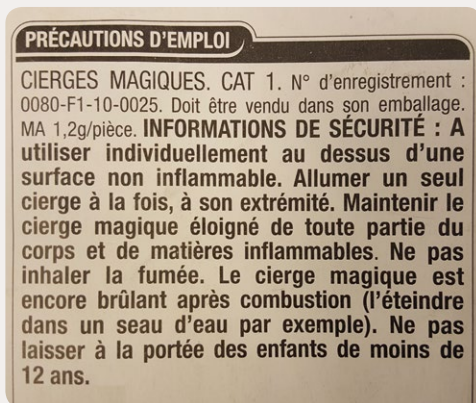 PRÉCAUTIONS D'EMPLOI
CIERGES MAGIQUES. CAT 1. N° d'enregistrement :
0080-F1-10-0025. Doit être vendu dans son emballage.
MA 1,2g/pièce. INFORMATIONS DE SÉCURITÉ : A
utiliser individuellement au dessus d'une
surface non inflammable. Allumer un seul
cierge à la fois, à son extrémité. Maintenir le
cierge magique éloigné de toute partie du
corps et de matières inflammables. Ne pas
inhaler la fumée. Le cierge magique est
encore brûlant après combustion (l'éteindre
dans un seau d'eau par exemple). Ne pas
laisser à la portée des enfants de moins de
12 ans.